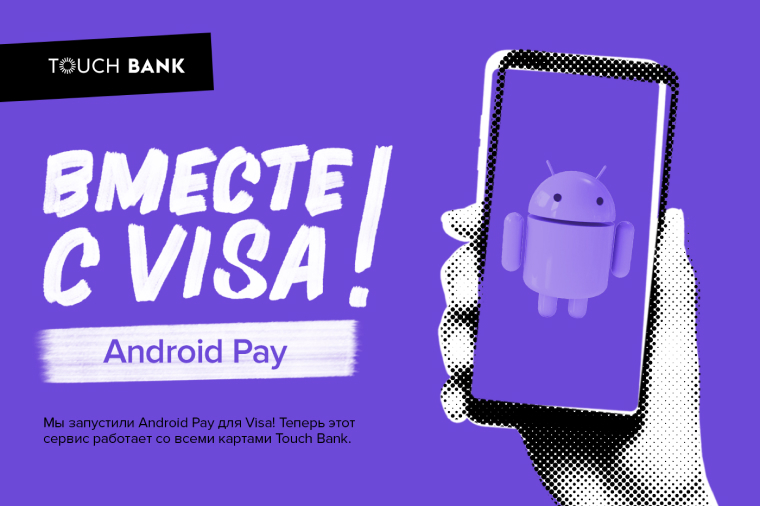 TOUCH BANK
ВМЕСТЕ
С VISA!
Android Pay
Мы запустили Android Pay для Visa! Теперь этот
сервис работает со всеми картами Touch Bank.